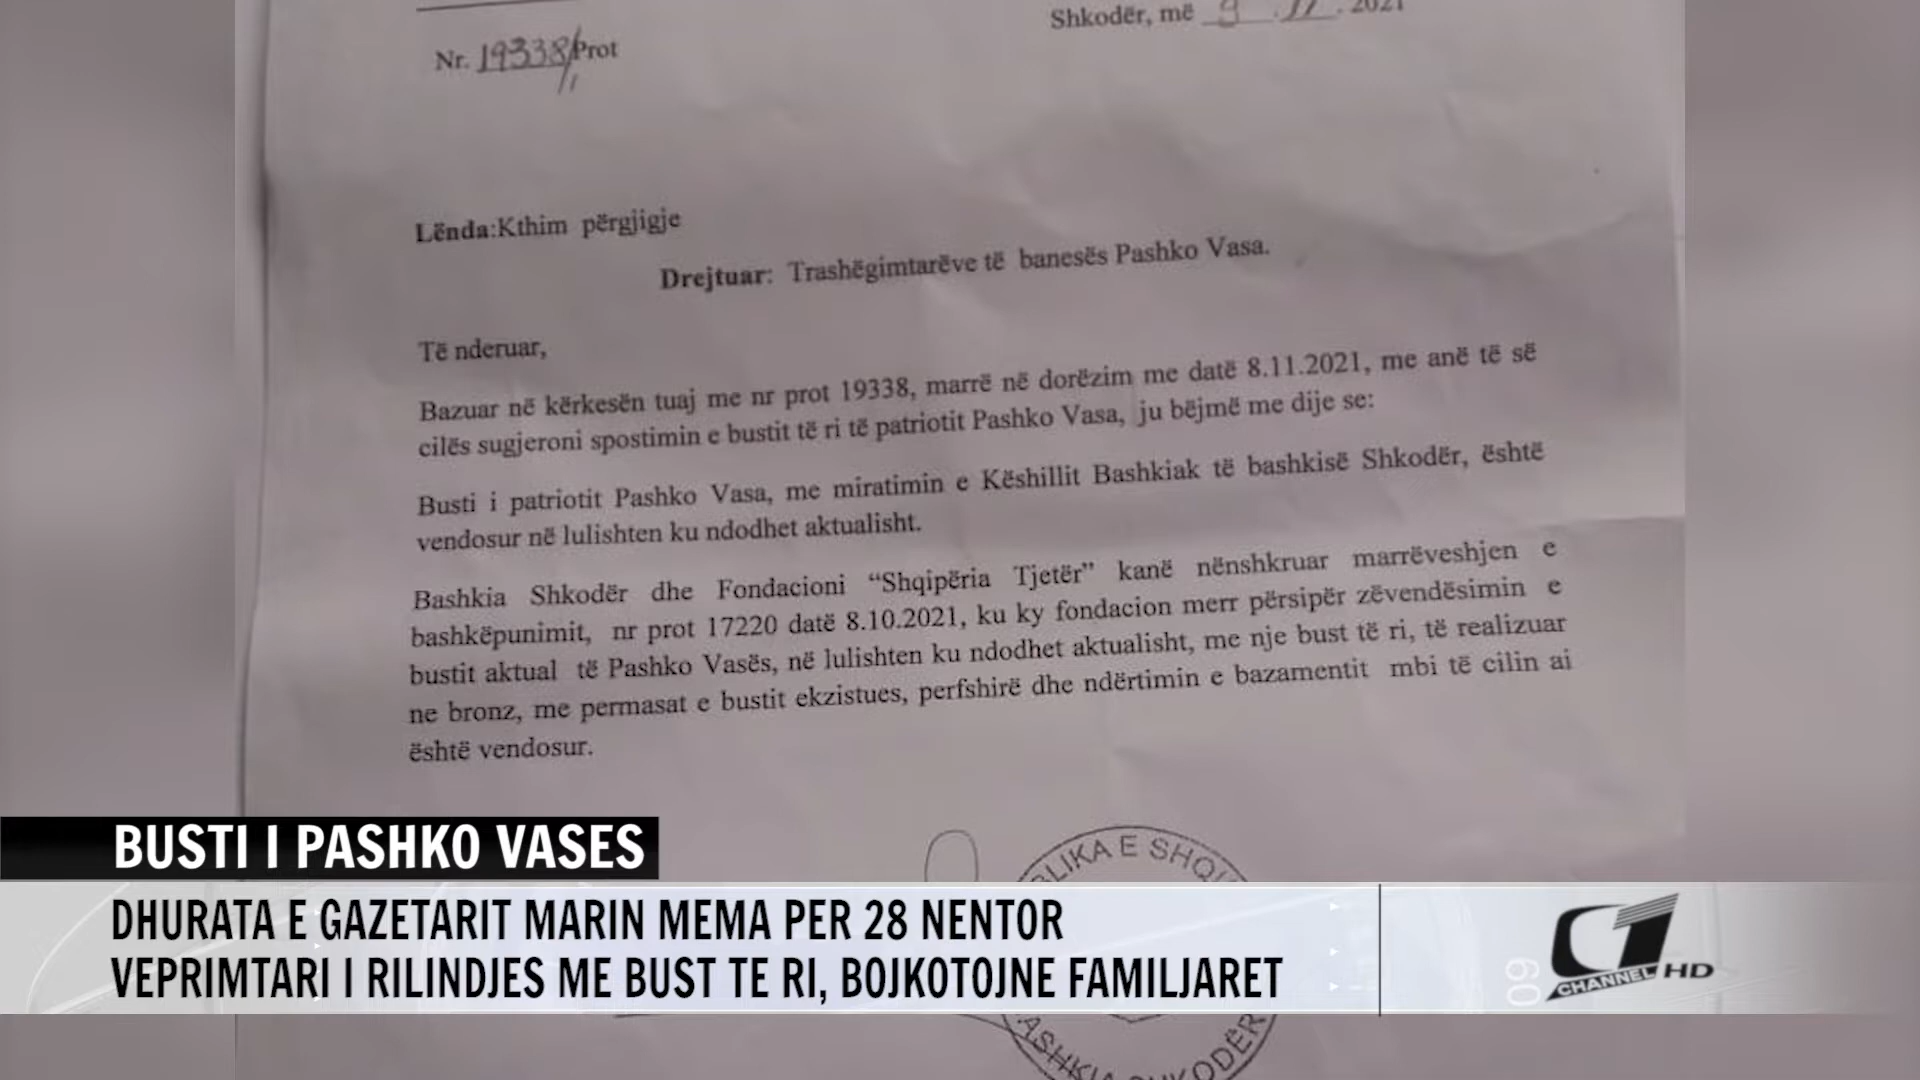 Shkodër, më 9 . 11 . 2021
Nr. 19338/1 Prot
Lënda:Kthim përgjigje
Drejtuar: Trashëgimtarëve të banesës Pashko Vasa.
Të nderuar,
Bazuar në kërkesën tuaj me nr prot 19338, marrë në dorëzim me datë 8.11.2021, me anë të së
cilës sugjeroni spostimin e bustit të ri të patriotit Pashko Vasa, ju bëjmë me dije se:
Busti i patriotit Pashko Vasa, me miratimin e Këshillit Bashkiak të bashkisë Shkodër, është
vendosur në lulishten ku ndodhet aktualisht.
Bashkia Shkodër dhe Fondacioni “Shqipëria Tjetër” kanë nënshkruar marrëveshjen e
bashkëpunimit, nr prot 17220 datë 8.10.2021, ku ky fondacion merr përsipër zëvendësimin e
bustit aktual të Pashko Vasës, në lulishten ku ndodhet aktualisht, me nje bust të ri, të realizuar
ne bronz, me permasat e bustit ekzistues, perfshirë dhe ndërtimin e bazamentit mbi të cilin ai
është vendosur.
BLIKA E SHQI
BUSTI I PASHKO VASES
DHURATA E GAZETARIT MARIN MEMA PER 28 NENTOR
VEPRIMTARI I RILINDJES ME BUST TE RI, BOJKOTOJNE FAMILJARET
09
C1
CHANNEL HD
ASHKIA SHKODËR